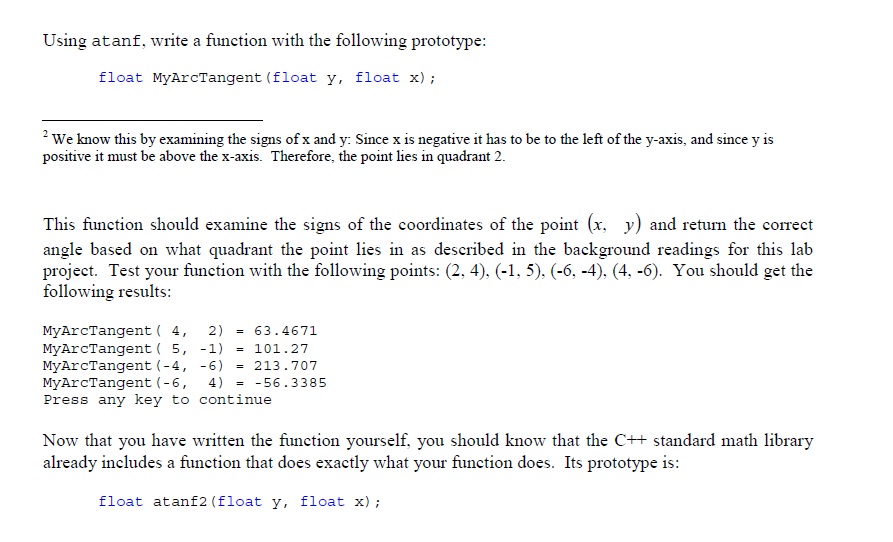 Using atanf, write a function with the following prototype:
float MyArcTangent(float y, float x);
2 We know this by examining the signs of x and y: Since x is negative it has to be to the left of the y-axis, and since y is
positive it must be above the x-axis. Therefore, the point lies in quadrant 2.
This function should examine the signs of the coordinates of the point (x, y) and return the correct
angle based on what quadrant the point lies in as described in the background readings for this lab
project. Test your function with the following points: (2, 4), (-1, 5), (-6, -4), (4, -6). You should get the
following results:
MyArcTangent( 4, 2) = 63.4671
MyArcTangent( 5, -1) = 101.27
MyArcTangent(-4, -6) = 213.707
MyArcTangent(-6, 4) = -56.3385
Press any key to continue
Now that you have written the function yourself, you should know that the C++ standard math library
already includes a function that does exactly what your function does. Its prototype is:
float atanf2(float y, float x);